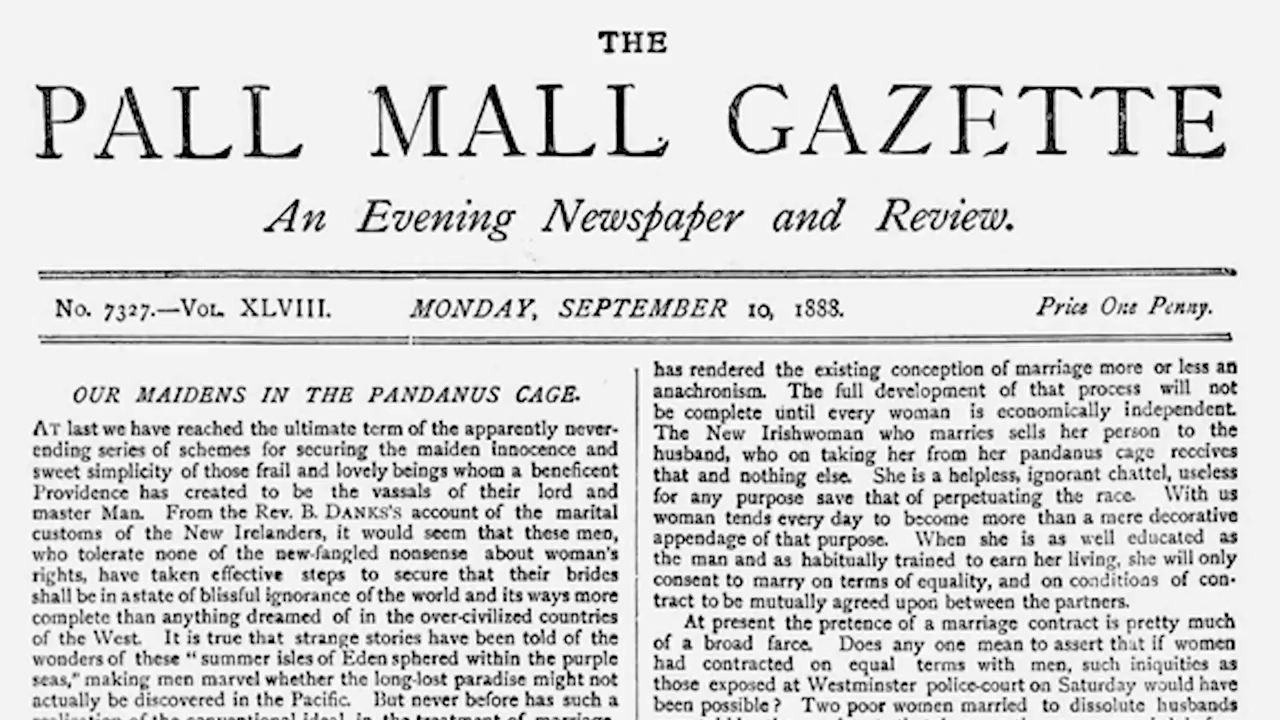 THE
PALL MALL GAZETTE
An Evening Newspaper and Review.
No. 7327.—Vol. XLVIII. MONDAY, SEPTEMBER 10, 1888. Price One Penny.
OUR MAIDENS IN THE PANDANUS CAGE.
At last we have reached the ultimate term of the apparently never-
ending series of schemes for securing the maiden innocence and
sweet simplicity of those frail and lovely beings whom a beneficent
Providence has created to be the vassals of their lord and
master Man. From the Rev. B. Danks's account of the marital
customs of the New Irelanders, it would seem that these men,
who tolerate none of the new-fangled nonsense about woman's
rights, have taken effective steps to secure that their brides
shall be in a state of blissful ignorance of the world and its ways more
complete than anything dreamed of in the over-civilized countries
of the West. It is true that strange stories have been told of the
wonders of these "summer isles of Eden sphered within the purple
seas," making men marvel whether the long-lost paradise might not
actually be discovered in the Pacific. But never before has such a
realization of the conventional ideal in the treatment of marriage
has rendered the existing conception of marriage more or less an
anachronism. The full development of that process will not
be complete until every woman is economically independent.
The New Irishwoman who marries sells her person to the
husband, who on taking her from her pandanus cage receives
that and nothing else. She is a helpless, ignorant chattel, useless
for any purpose save that of perpetuating the race. With us
woman tends every day to become more than a mere decorative
appendage of that purpose. When she is as well educated as
the man and as habitually trained to earn her living, she will only
consent to marry on terms of equality, and on conditions of con-
tract to be mutually agreed upon between the partners.
At present the pretence of a marriage contract is pretty much
of a broad farce. Does any one mean to assert that if women
had contracted on equal terms with men, such iniquities as
those exposed at Westminster police-court on Saturday would have
been possible? Two poor women married to dissolute husbands